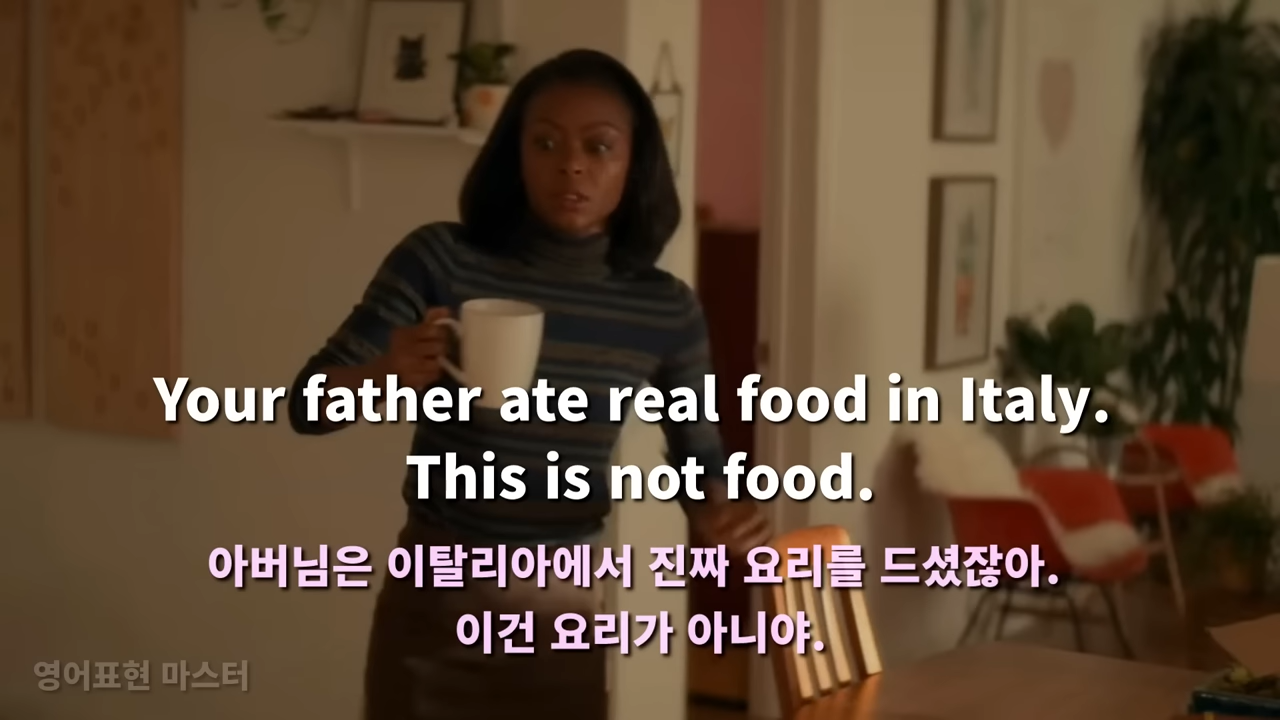 Your father ate real food in Italy.
This is not food.
아버님은 이탈리아에서 진짜 요리를 드셨잖아.
이건 요리가 아니야.
영어표현 마스터